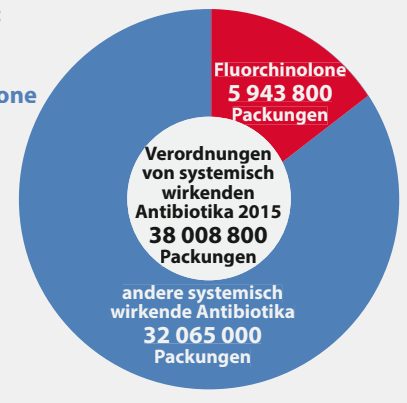 one
Fluorchinolone
5 943 800
Packungen
Verordnungen
von systemisch
wirkenden
Antibiotika 2015
38 008 800
Packungen
andere systemisch
wirkende Antibiotika
32 065 000
Packungen